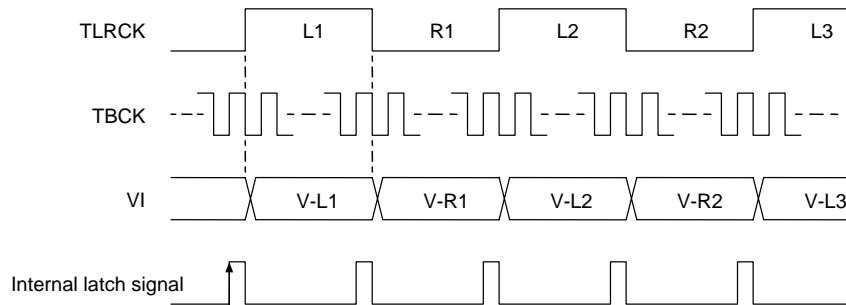 TLRCK L1 R1 L2 R2 L3
TBCK
VI V-L1 V-R1 V-L2 V-R2 V-L3
Internal latch signal